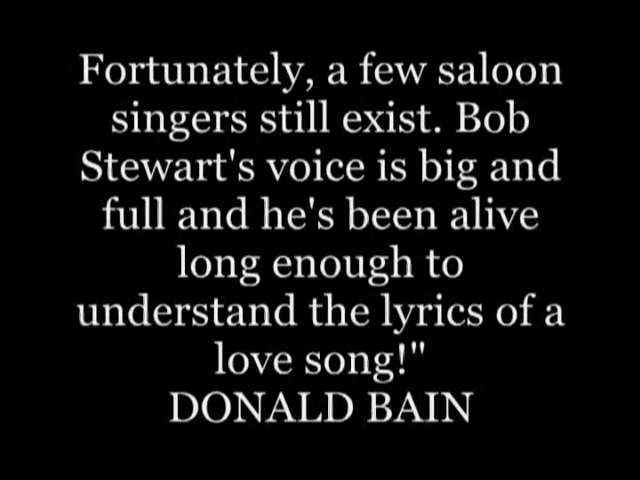 Fortunately, a few saloon
singers still exist. Bob
Stewart's voice is big and
full and he's been alive
long enough to
understand the lyrics of a
love song!"
DONALD BAIN